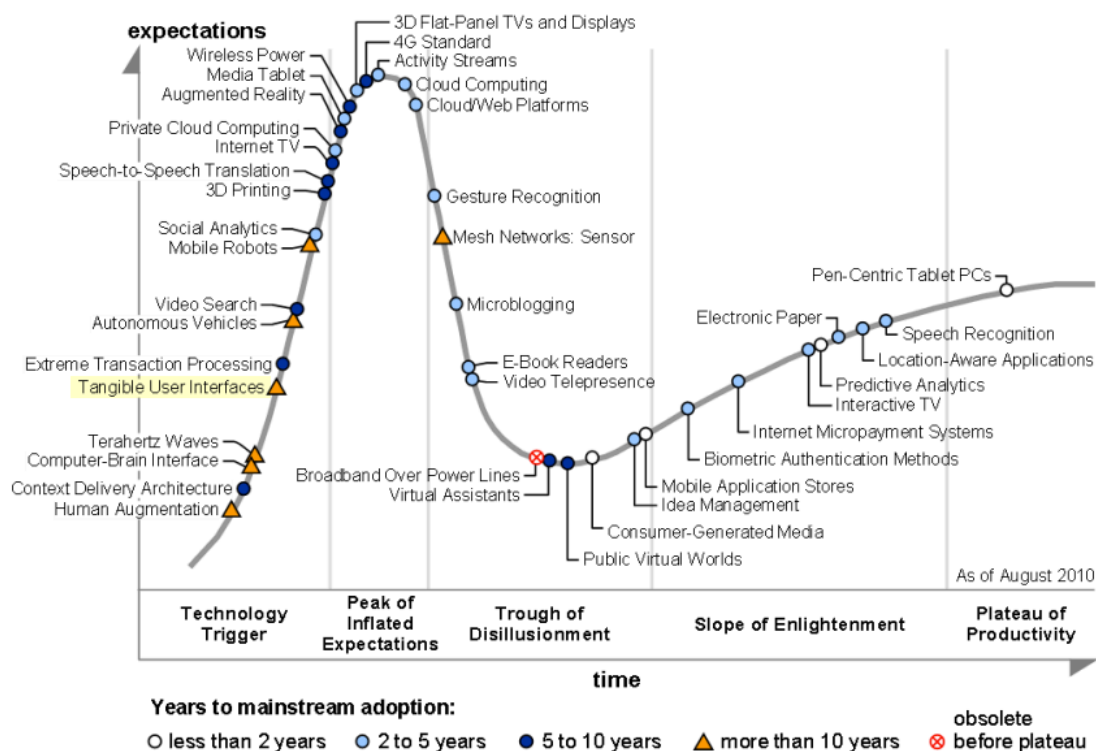 expectations
3D Flat-Panel TVs and Displays
4G Standard
Activity Streams
Wireless Power
Media Tablet
Augmented Reality
Cloud Computing
Cloud/Web Platforms
Private Cloud Computing
Internet TV
Speech-to-Speech Translation
3D Printing
Gesture Recognition
Social Analytics
Mobile Robots
Mesh Networks: Sensor
Pen-Centric Tablet PCs
Video Search
Autonomous Vehicles
Microblogging
Electronic Paper
Speech Recognition
Location-Aware Applications
Extreme Transaction Processing
Tangible User Interfaces
E-Book Readers
Video Telepresence
Predictive Analytics
Interactive TV
Internet Micropayment Systems
Terahertz Waves
Computer-Brain Interface
Context Delivery Architecture
Human Augmentation
Broadband Over Power Lines
Virtual Assistants
Biometric Authentication Methods
Mobile Application Stores
Idea Management
Consumer-Generated Media
Public Virtual Worlds
As of August 2010
Technology
Trigger
Peak of
Inflated
Expectations
Trough of
Disillusionment
Slope of Enlightenment
Plateau of
Productivity
time
Years to mainstream adoption:
less than 2 years
2 to 5 years
5 to 10 years
more than 10 years
obsolete
before plateau